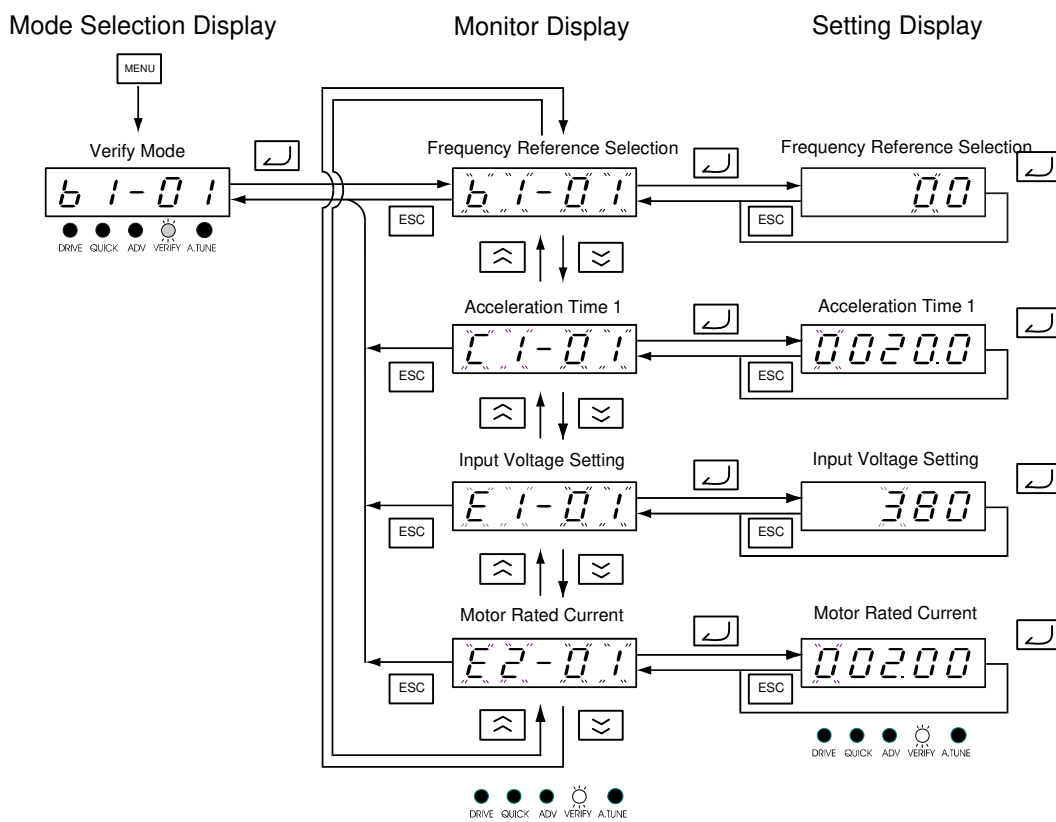 Mode Selection Display
Monitor Display
Setting Display
MENU
Verify Mode
Frequency Reference Selection
Frequency Reference Selection
b1-01
b1-01
00
ESC
ESC
DRIVE QUICK ADV VERIFY A.TUNE
Acceleration Time 1
Acceleration Time 1
C1-01
0020.0
ESC
ESC
Input Voltage Setting
Input Voltage Setting
E1-01
380
ESC
ESC
Motor Rated Current
Motor Rated Current
E2-01
002.00
ESC
ESC
DRIVE QUICK ADV VERIFY A.TUNE
DRIVE QUICK ADV VERIFY A.TUNE